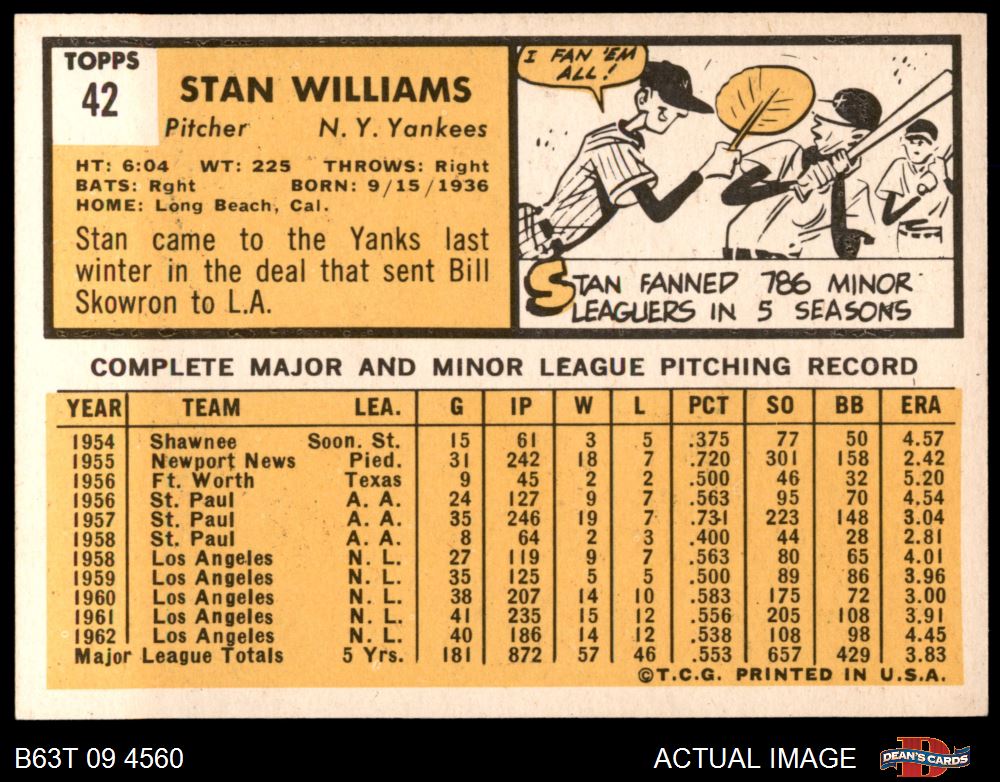 TOPPS
42
STAN WILLIAMS
Pitcher N. Y. Yankees
HT: 6:04 WT: 225 THROWS: Right
BATS: Rght BORN: 9/15/1936
HOME: Long Beach, Cal.
Stan came to the Yanks last
winter in the deal that sent Bill
Skowron to L.A.
I FAN 'EM
ALL!
STAN FANNED 786 MINOR
LEAGUERS IN 5 SEASONS
COMPLETE MAJOR AND MINOR LEAGUE PITCHING RECORD
YEAR TEAM LEA. G IP W L PCT SO BB ERA
1954 Shawnee Soon. St. 15 61 3 5 .375 77 50 4.57
1955 Newport News Pied. 31 242 18 7 .720 301 158 2.42
1956 Ft. Worth Texas 9 45 2 2 .500 46 32 5.20
1956 St. Paul A. A. 24 127 9 7 .563 95 70 4.54
1957 St. Paul A. A. 35 246 19 7 .731 223 148 3.04
1958 St. Paul A. A. 8 64 2 3 .400 44 28 2.81
1958 Los Angeles N. L. 27 119 9 7 .563 80 65 4.01
1959 Los Angeles N. L. 35 125 5 5 .500 89 86 3.96
1960 Los Angeles N. L. 38 207 14 10 .583 175 72 3.00
1961 Los Angeles N. L. 41 235 15 12 .556 205 108 3.91
1962 Los Angeles N. L. 40 186 14 12 .538 108 98 4.45
Major League Totals 5 Yrs. 181 872 57 46 .553 657 429 3.83
©T.C.G. PRINTED IN U.S.A.
B63T 09 4560 ACTUAL IMAGE DEAN'S CARDS